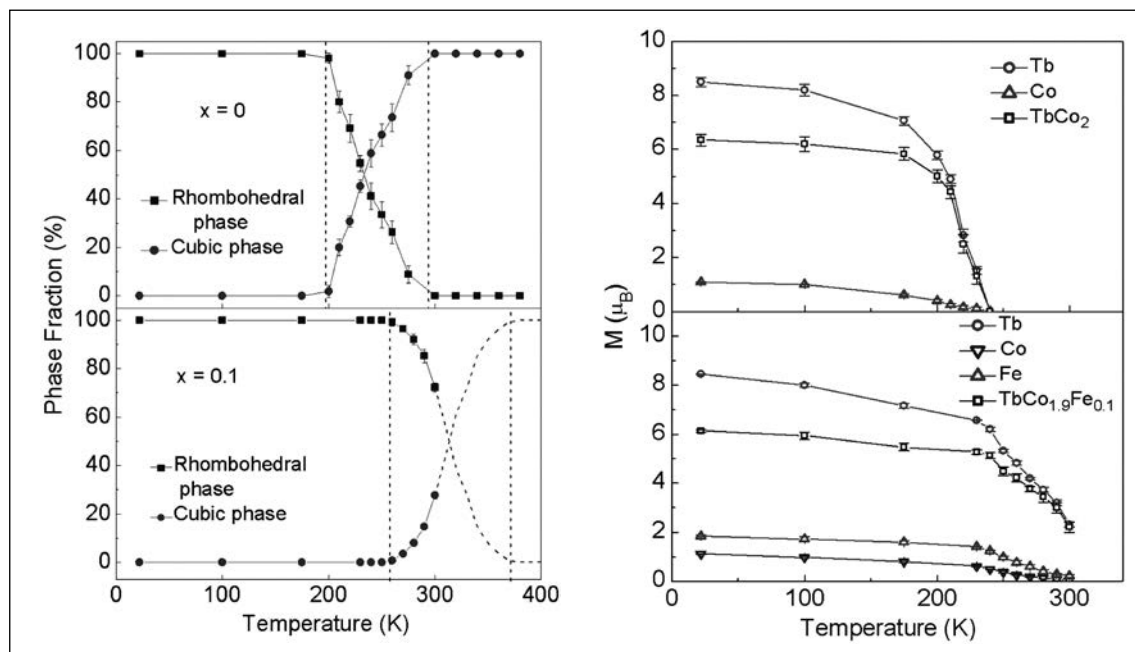 100
80
60
40
20
0
x = 0
Rhombohedral
phase
Cubic phase
100
80
60
40
20
0
x = 0.1
Rhombohedral
phase
Cubic phase
0 100 200 300 400
Temperature (K)
Phase Fraction (%)
10
8
6
4
2
0
Tb
Co
TbCo₂
8
6
4
2
0
Tb
Co
Fe
TbCo₁.₉Fe₀.₁
0 100 200 300
Temperature (K)
M (μ_B)